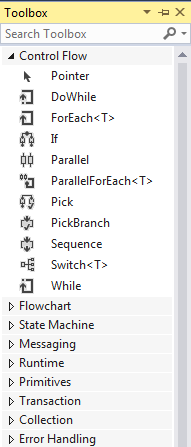 Toolbox
Search Toolbox
Control Flow
Pointer
DoWhile
ForEach<T>
If
Parallel
ParallelForEach<T>
Pick
PickBranch
Sequence
Switch<T>
While
Flowchart
State Machine
Messaging
Runtime
Primitives
Transaction
Collection
Error Handling